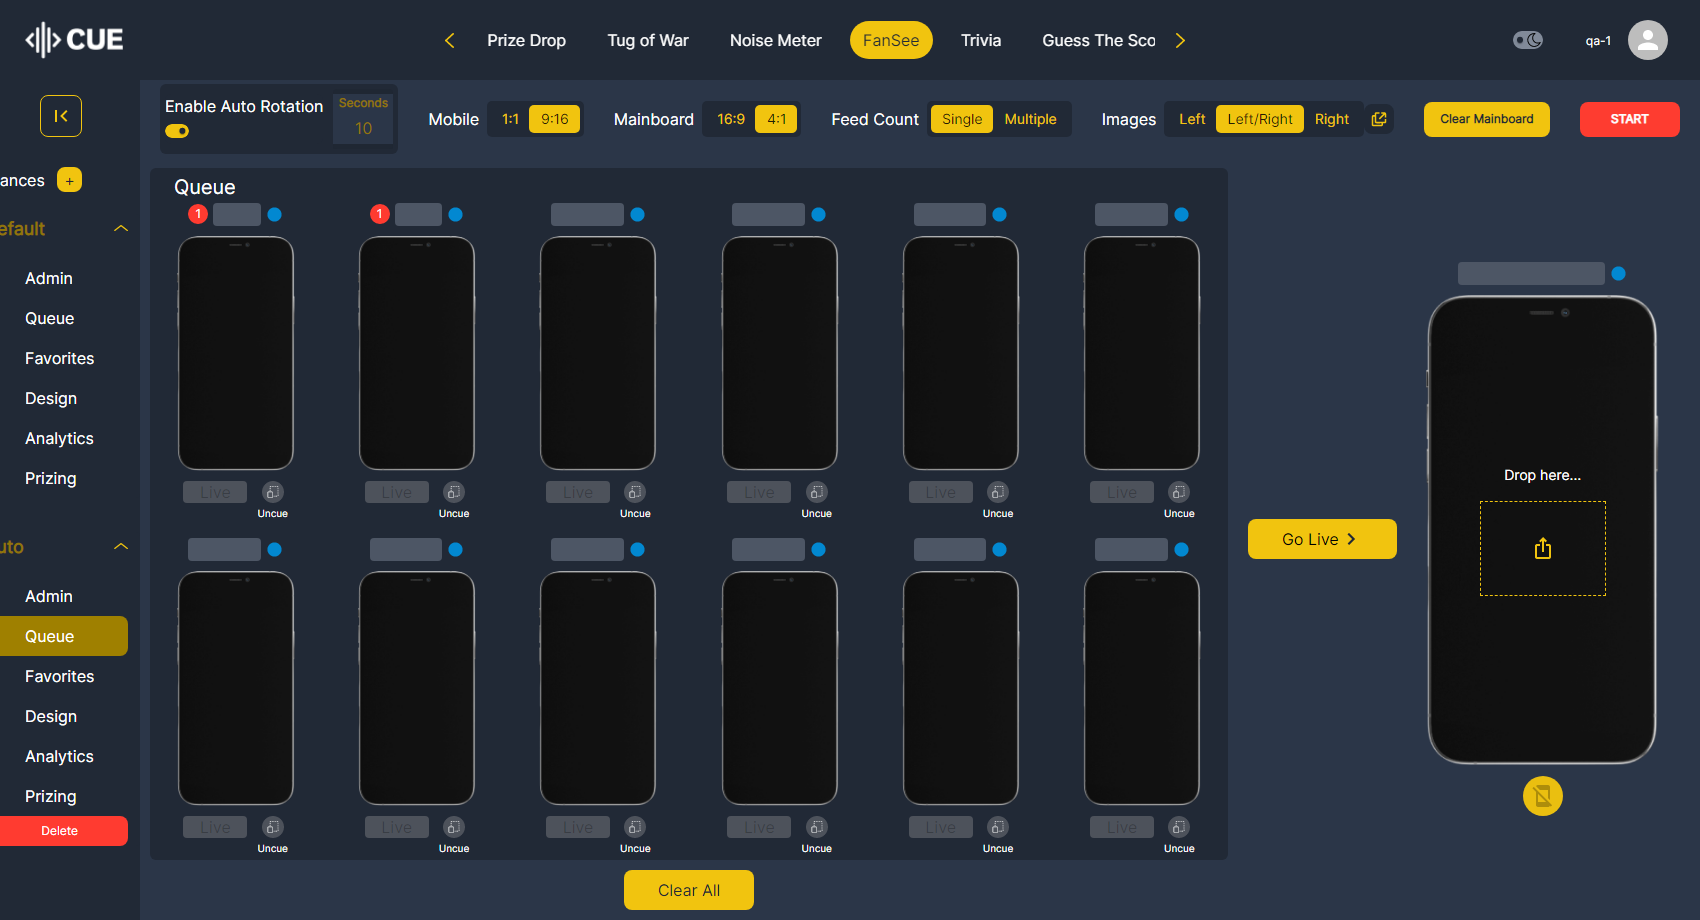 CUE
Prize Drop
Tug of War
Noise Meter
FanSee
Trivia
Guess The Sco
qa-1
Enable Auto Rotation
Seconds
10
Mobile
1:1
9:16
Mainboard
16:9
4:1
Feed Count
Single
Multiple
Images
Left
Left/Right
Right
Clear Mainboard
START
ances
+
efault
Admin
Queue
Favorites
Design
Analytics
Prizing
uto
Admin
Queue
Favorites
Design
Analytics
Prizing
Delete
Queue
1
1
Live
Live
Live
Live
Live
Live
Uncue
Uncue
Uncue
Uncue
Uncue
Uncue
Live
Live
Live
Live
Live
Live
Uncue
Uncue
Uncue
Uncue
Uncue
Uncue
Clear All
Go Live
Drop here...